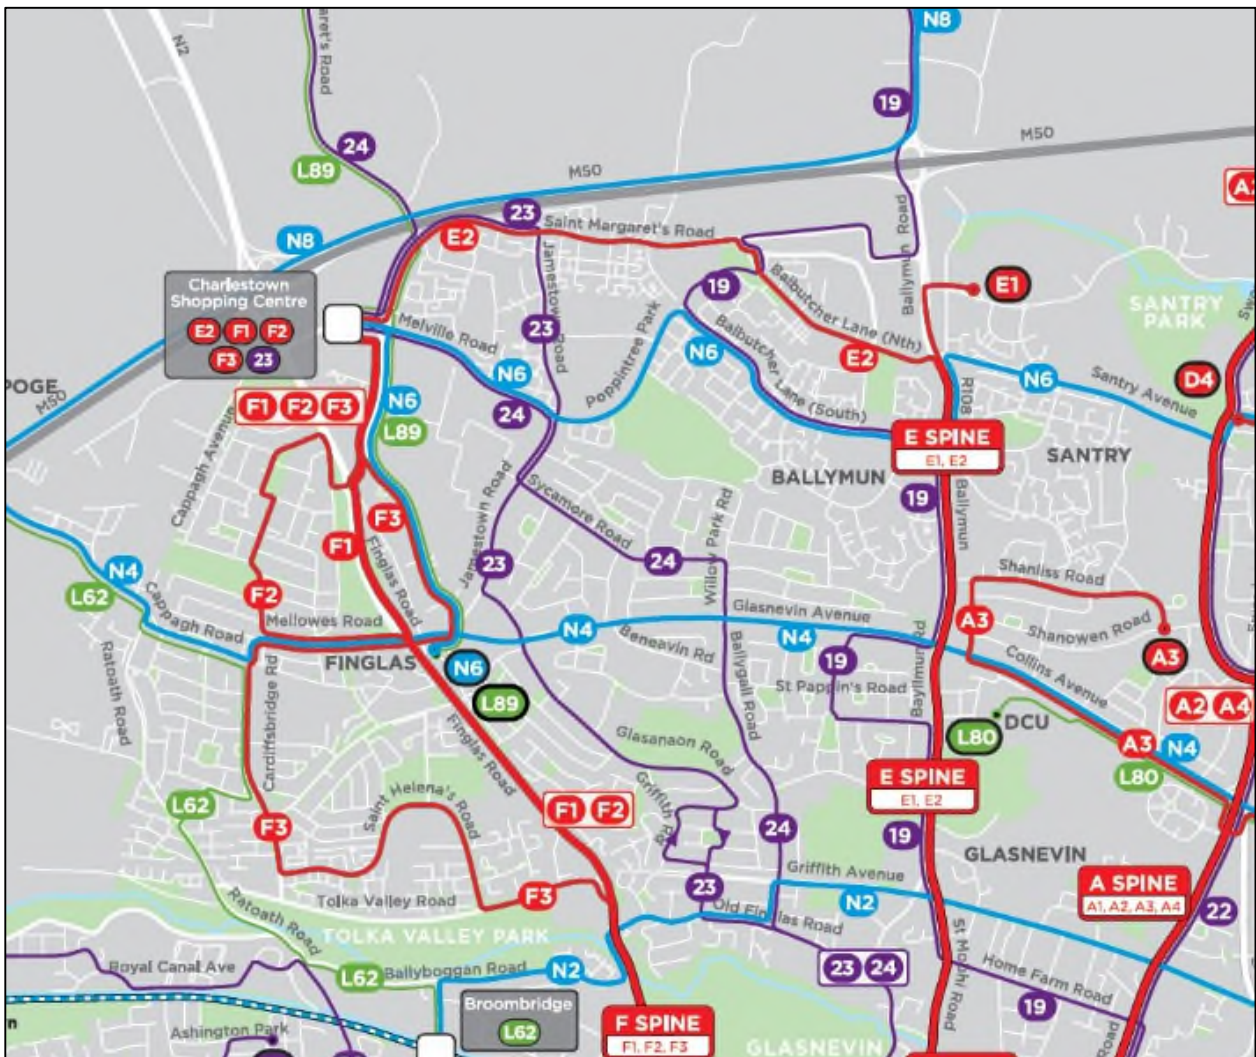 N8
N2
aret's Road
19
M50
24
L89
M50
A
23
Saint Margaret's Road
N8
E2
Ballymun Road
Charlestown
Shopping Centre
E2 F1 F2
F3 23
Jamestown Road
19
E1
SANTRY
PARK
Melville Road
23
Balbutcher Lane (Nth)
Poppintree Park
N6
E2
N6
D4
POGE
M50
N6
24
Balbutcher Lane (South)
R108
Santry Avenue
F1 F2 F3
N6
L89
E SPINE
E1, E2
SANTRY
BALLYMUN
Cappagh Avenue
19
Ballymun
Jamestown Road
Sycamore Road
Willow Park Rd
F3
F1
Finglas Road
23
24
Shanliss Road
N4
L62
F2
Cappagh Road
Mellowes Road
Glasnevin Avenue
A3
Shanowen Road
N4
N4
Beneavin Rd
A3
FINGLAS
N6
19
Collins Avenue
Ratoath Road
Cardiffsbridge Rd
L89
St Pappin's Road
Bayllmun Rd
Ballygall Road
A2 A4
L80
DCU
Finglas Road
Glasanaon Road
A3
N4
L80
E SPINE
E1, E2
L62
F3
Saint Helena's Road
F1 F2
Griffith Rd
24
19
GLASNEVIN
Griffith Avenue
A SPINE
A1, A2, A3, A4
23
Tolka Valley Road
F3
N2
22
Old Finglas Road
Ratoath Road
TOLKA VALLEY PARK
St Mophi Road
Royal Canal Ave
L62
Ballyboggan Road
N2
23 24
Home Farm Road
Broombridge
L62
19
F SPINE
F1, F2, F3
n
Ashington Park
GLASNEVIN
Road